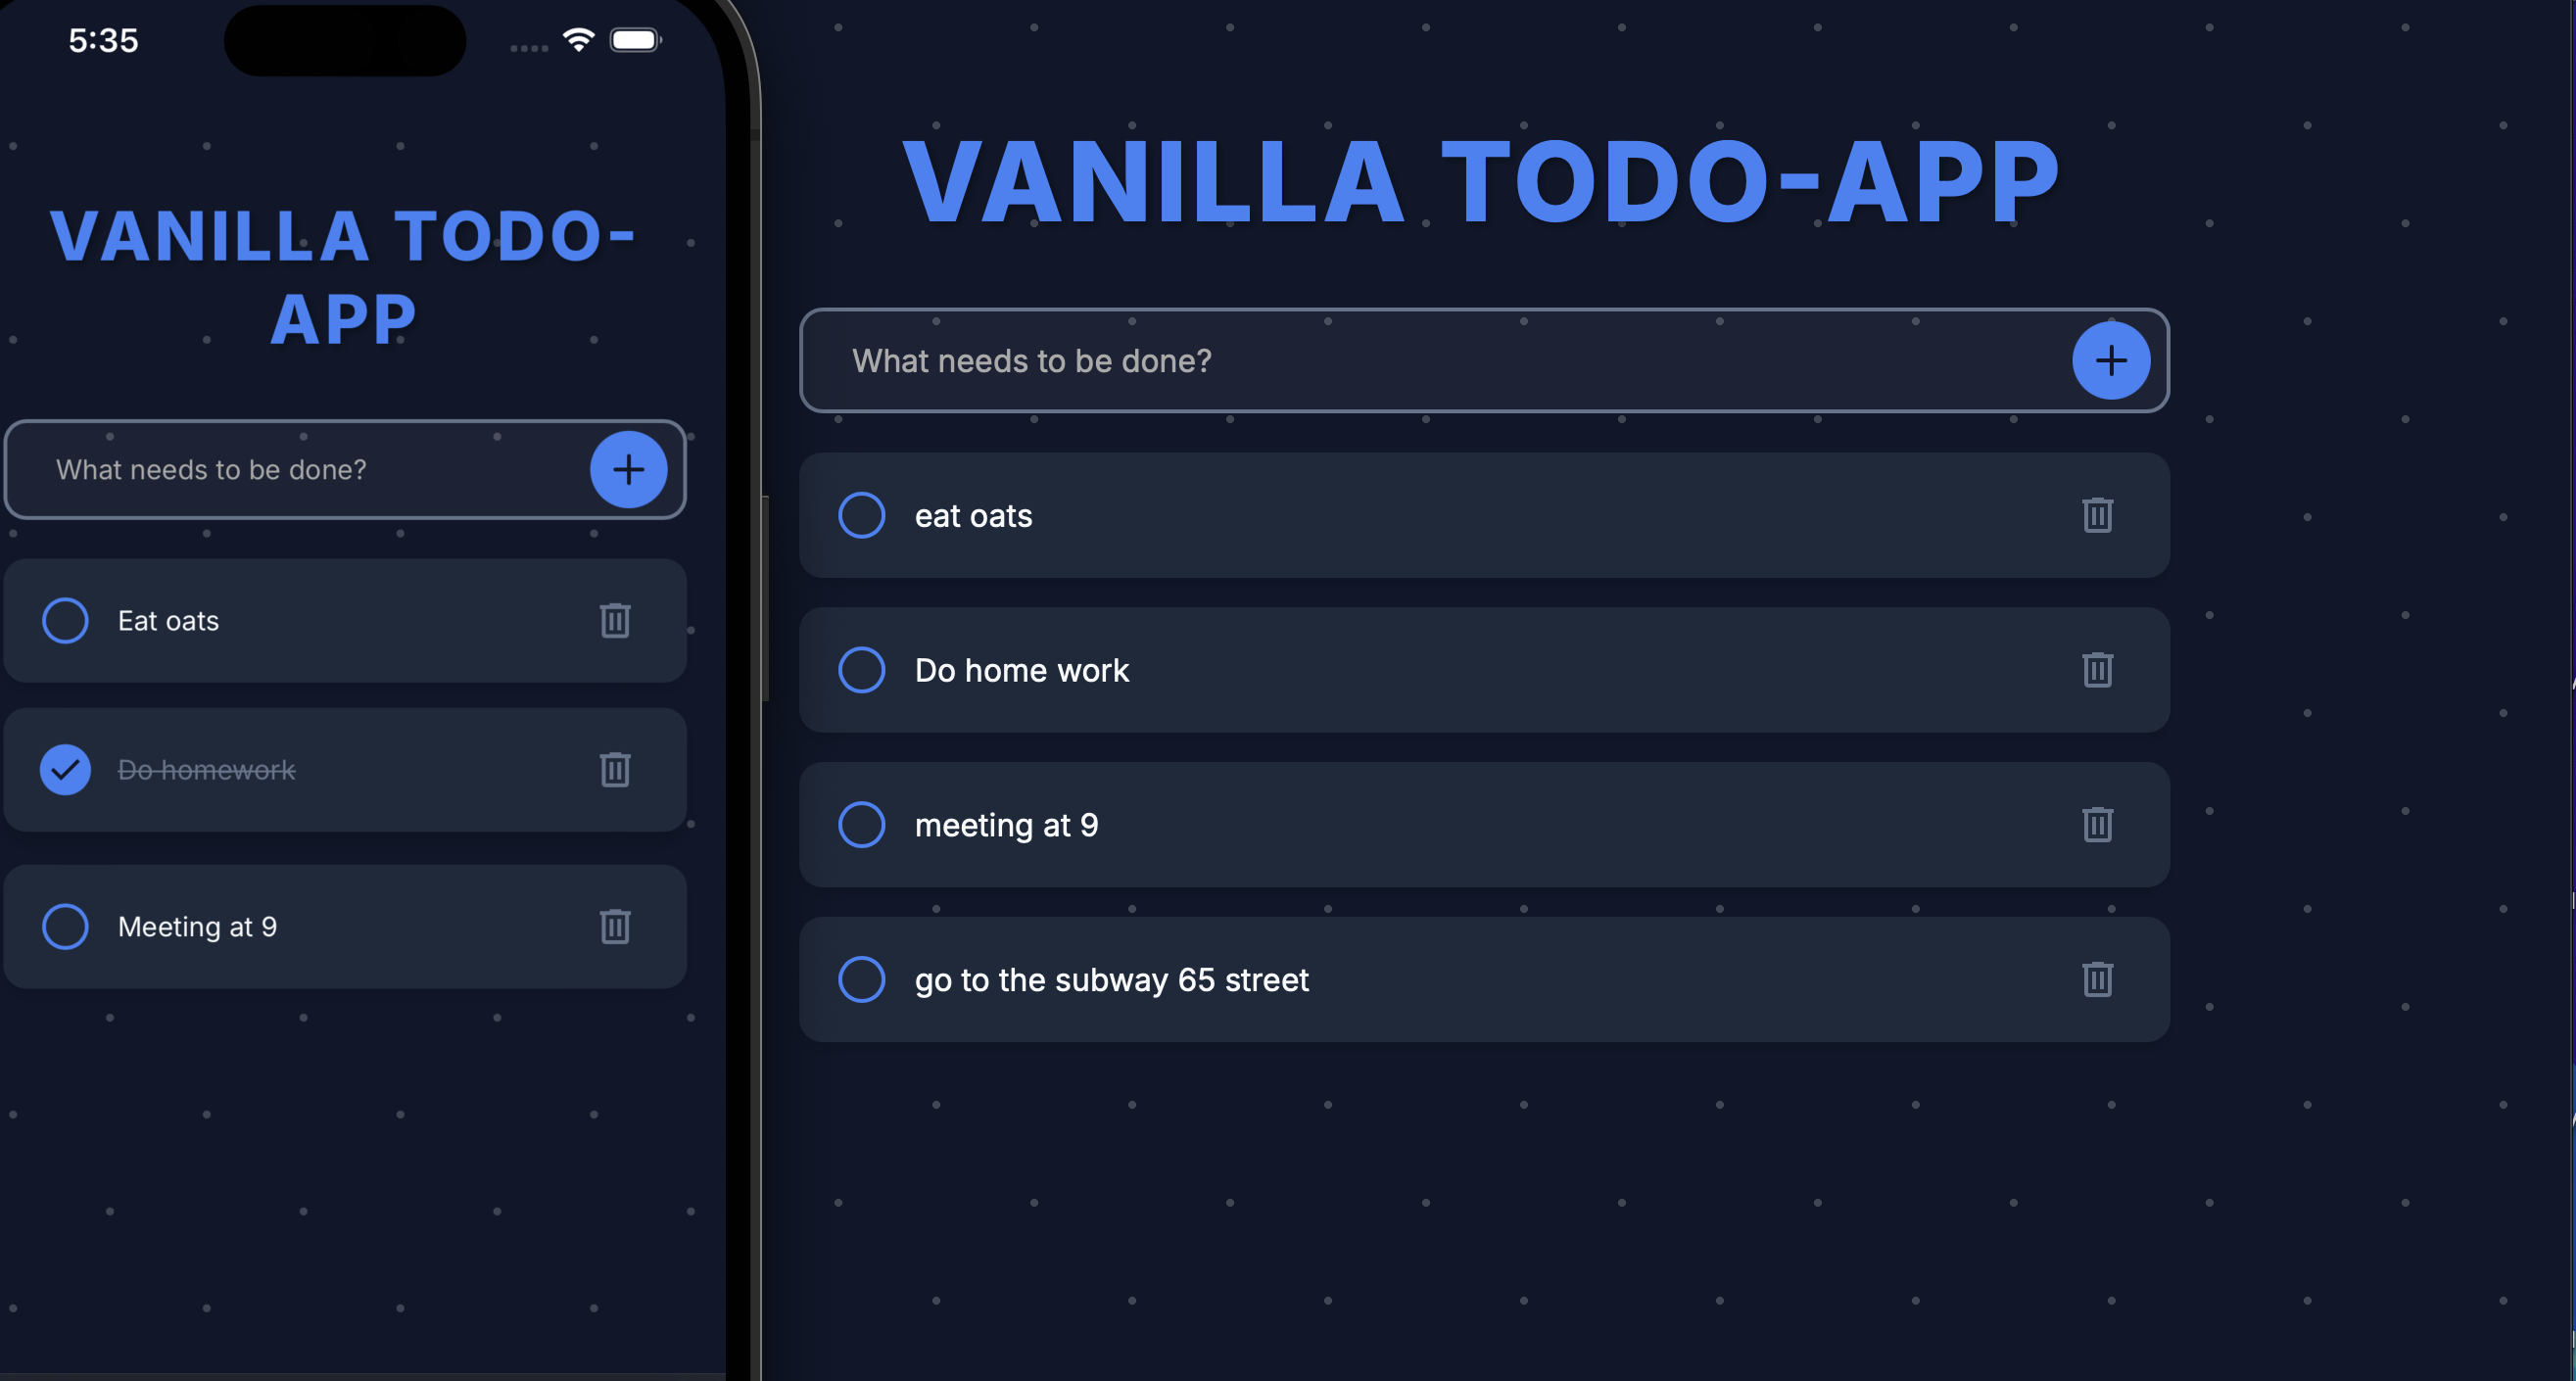 5:35
VANILLA TODO-
APP
What needs to be done?
Eat oats
Do homework
Meeting at 9
VANILLA TODO-APP
What needs to be done?
eat oats
Do home work
meeting at 9
go to the subway 65 street